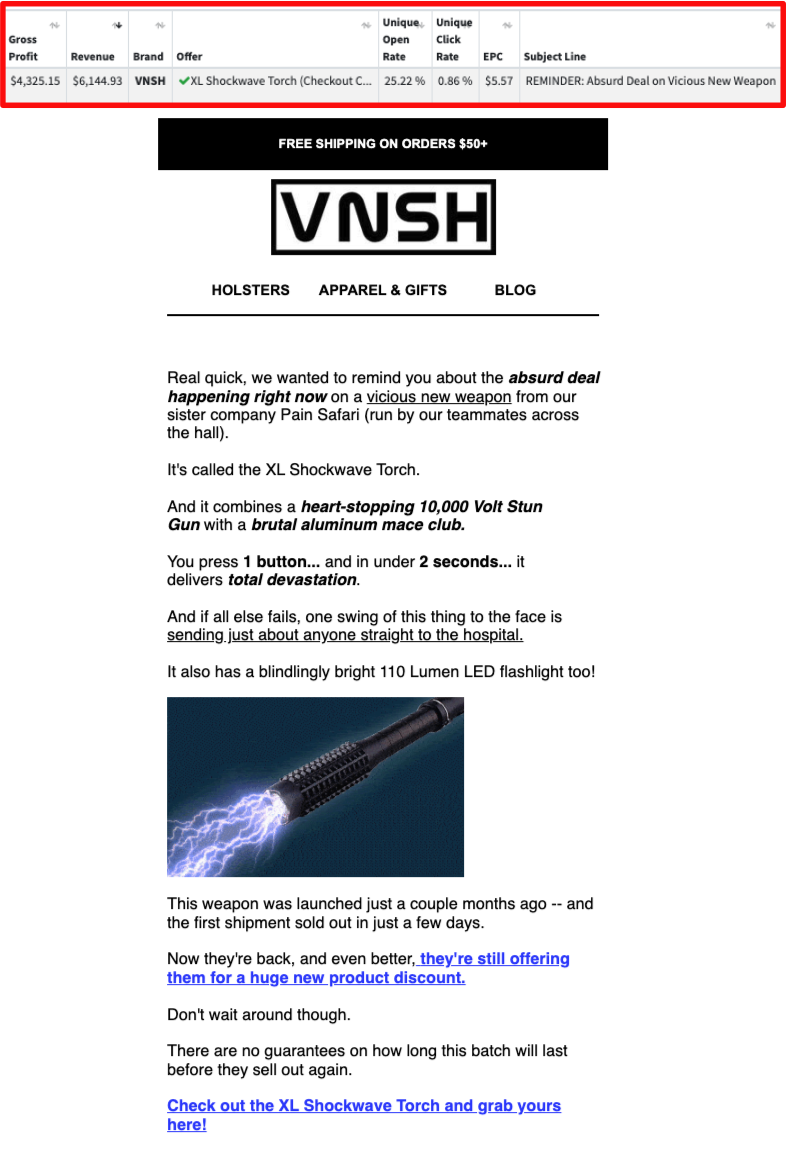 Gross Profit Revenue Brand Offer Unique Open Rate Unique Click Rate EPC Subject Line
$4,325.15 $6,144.93 VNSH ✔XL Shockwave Torch (Checkout C... 25.22 % 0.86 % $5.57 REMINDER: Absurd Deal on Vicious New Weapon
FREE SHIPPING ON ORDERS $50+
VNSH
HOLSTERS APPAREL & GIFTS BLOG
Real quick, we wanted to remind you about the absurd deal
happening right now on a vicious new weapon from our
sister company Pain Safari (run by our teammates across
the hall).
It's called the XL Shockwave Torch.
And it combines a heart-stopping 10,000 Volt Stun
Gun with a brutal aluminum mace club.
You press 1 button... and in under 2 seconds... it
delivers total devastation.
And if all else fails, one swing of this thing to the face is
sending just about anyone straight to the hospital.
It also has a blindlingly bright 110 Lumen LED flashlight too!
This weapon was launched just a couple months ago -- and
the first shipment sold out in just a few days.
Now they're back, and even better, they're still offering
them for a huge new product discount.
Don't wait around though.
There are no guarantees on how long this batch will last
before they sell out again.
Check out the XL Shockwave Torch and grab yours
here!